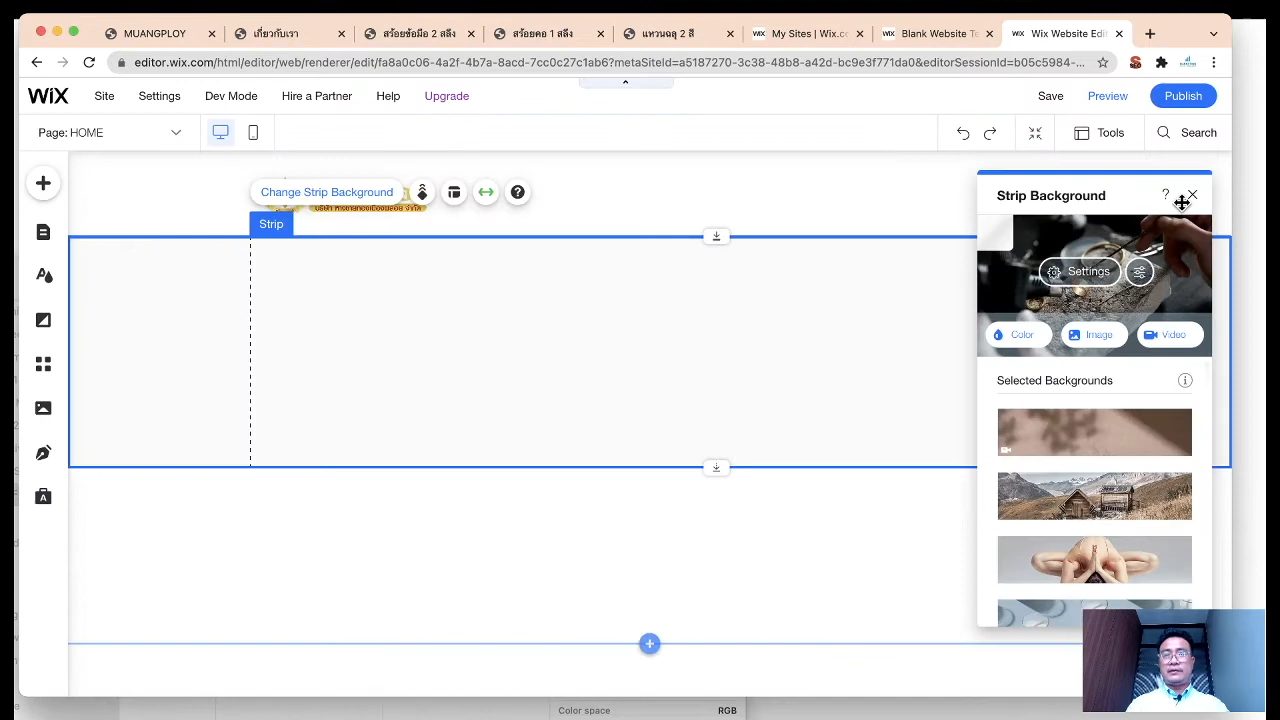 MUANGPLOY
เกี่ยวกับเรา
สร้อยข้อมือ 2 สลึง
สร้อยคอ 1 สลึง
แหวนฉลุ 2 สี
My Sites | Wix.c
Blank Website Te
Wix Website Edi
editor.wix.com/html/editor/web/renderer/edit/fa8a0c06-4a2f-4b7a-8acd-7cc0c27c1ab6?metaSiteId=a5187270-3c38-48b8-a42d-bc9e3f771da0&editorSessionId=b05c5984-...
WIX
Site
Settings
Dev Mode
Hire a Partner
Help
Upgrade
Save
Preview
Publish
Page: HOME
Tools
Search
Change Strip Background
Strip
Strip Background
?
Settings
Color
Image
Video
Selected Backgrounds
Color space
RGB